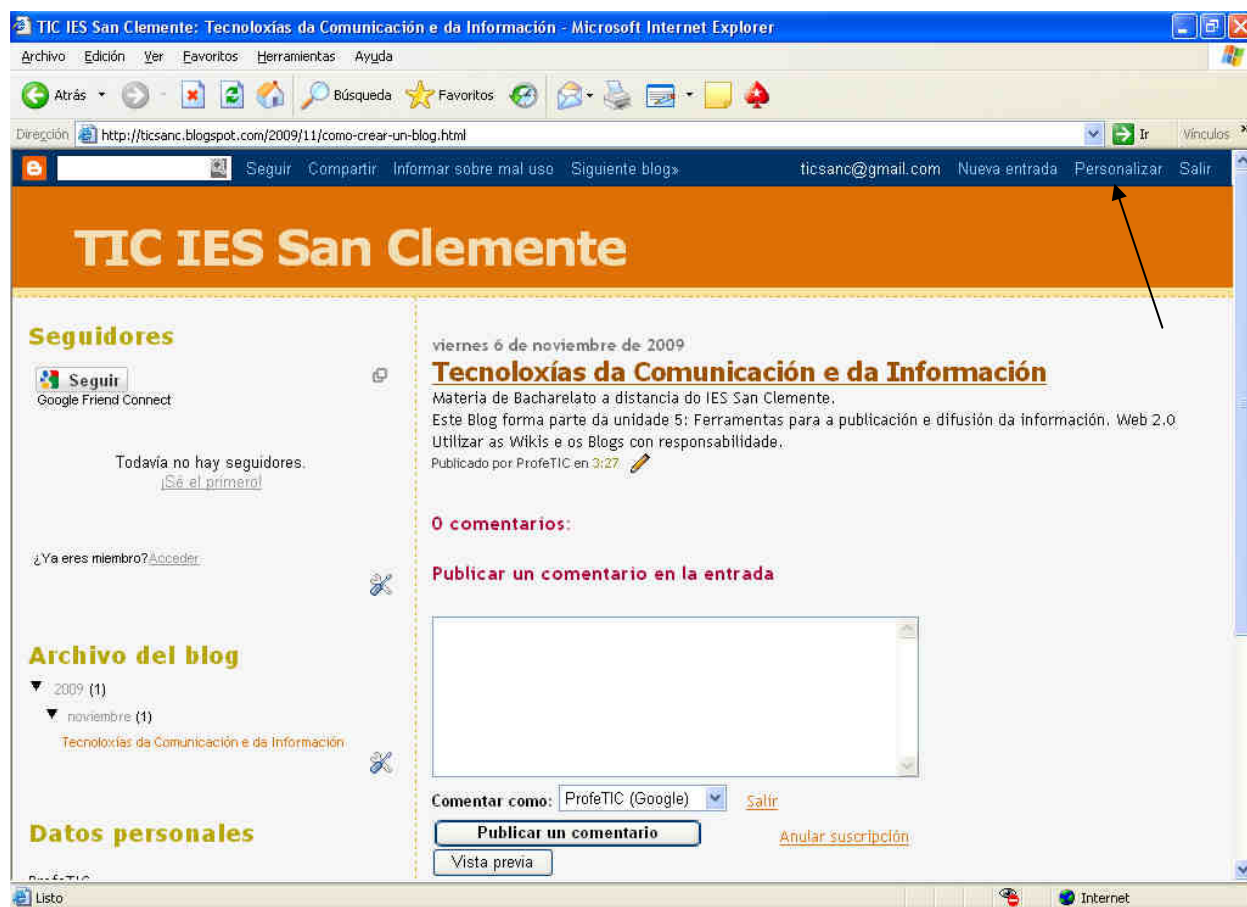 TIC IES San Clemente: Tecnoloxías da Comunicación e da Información - Microsoft Internet Explorer
Archivo Edición Ver Favoritos Herramientas Ayuda
Atrás Búsqueda Favoritos
Dirección http://ticsanc.blogspot.com/2009/11/como-crear-un-blog.html Ir Vínculos
Seguir Compartir Informar sobre mal uso Siguiente blog» ticsanc@gmail.com Nueva entrada Personalizar Salir
TIC IES San Clemente
Seguidores
Seguir
Google Friend Connect
Todavía no hay seguidores.
¡Sé el primero!
¿Ya eres miembro?Acceder
Archivo del blog
▼ 2009 (1)
▼ noviembre (1)
Tecnoloxías da Comunicación e da Información
Datos personales
ProfeTIC
viernes 6 de noviembre de 2009
Tecnoloxías da Comunicación e da Información
Materia de Bacharelato a distancia do IES San Clemente.
Este Blog forma parte da unidade 5: Ferramentas para a publicación e difusión da información. Web 2.0
Utilizar as Wikis e os Blogs con responsabilidade.
Publicado por ProfeTIC en 3:27
0 comentarios:
Publicar un comentario en la entrada
Comentar como: ProfeTIC (Google) Salir
Publicar un comentario Anular suscripción
Vista previa
Listo Internet